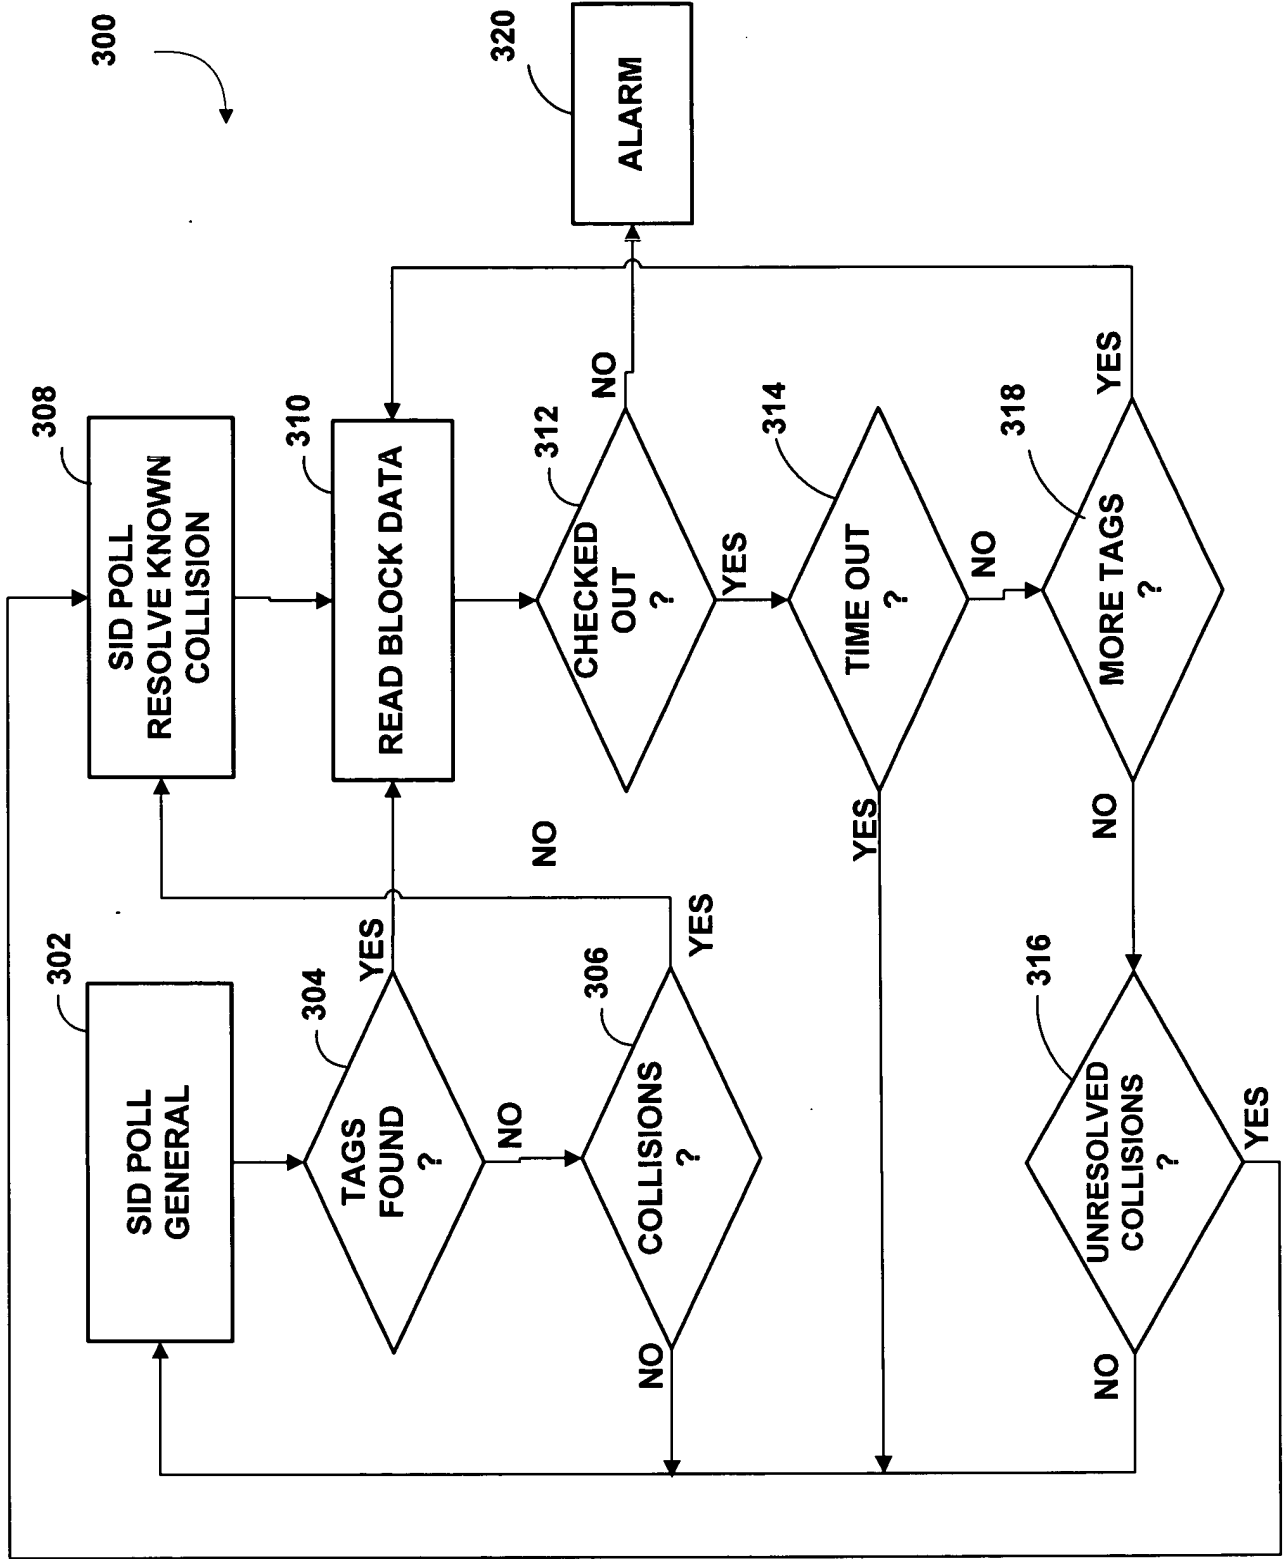 300
302
SID POLL
GENERAL
304
TAGS
FOUND
?
YES
NO
306
COLLISIONS
?
YES
NO
308
SID POLL
RESOLVE KNOWN
COLLISION
310
READ BLOCK DATA
NO
312
CHECKED
OUT
?
NO
YES
320
ALARM
314
TIME OUT
?
YES
NO
318
MORE TAGS
?
YES
NO
316
UNRESOLVED
COLLISIONS
?
NO
YES